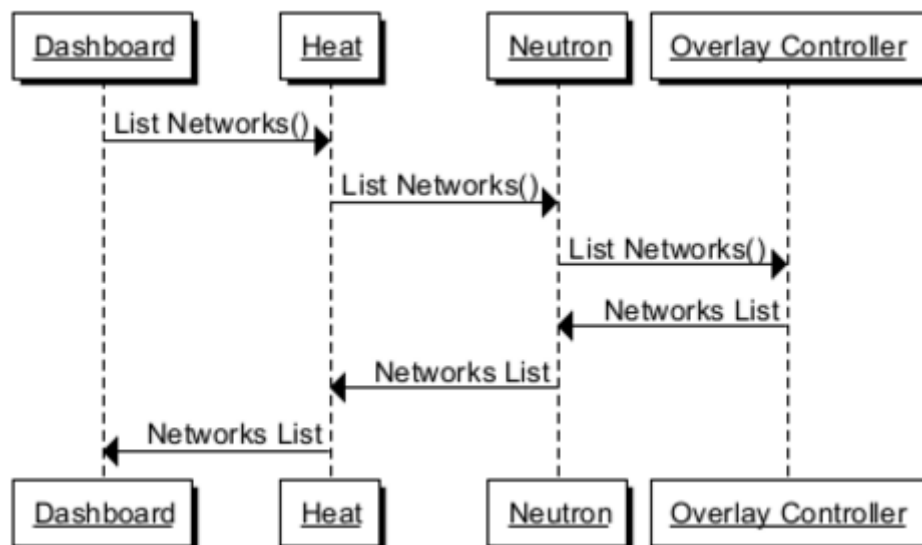 Dashboard Heat Neutron Overlay Controller
List Networks()
List Networks()
List Networks()
Networks List
Networks List
Networks List
Dashboard Heat Neutron Overlay Controller